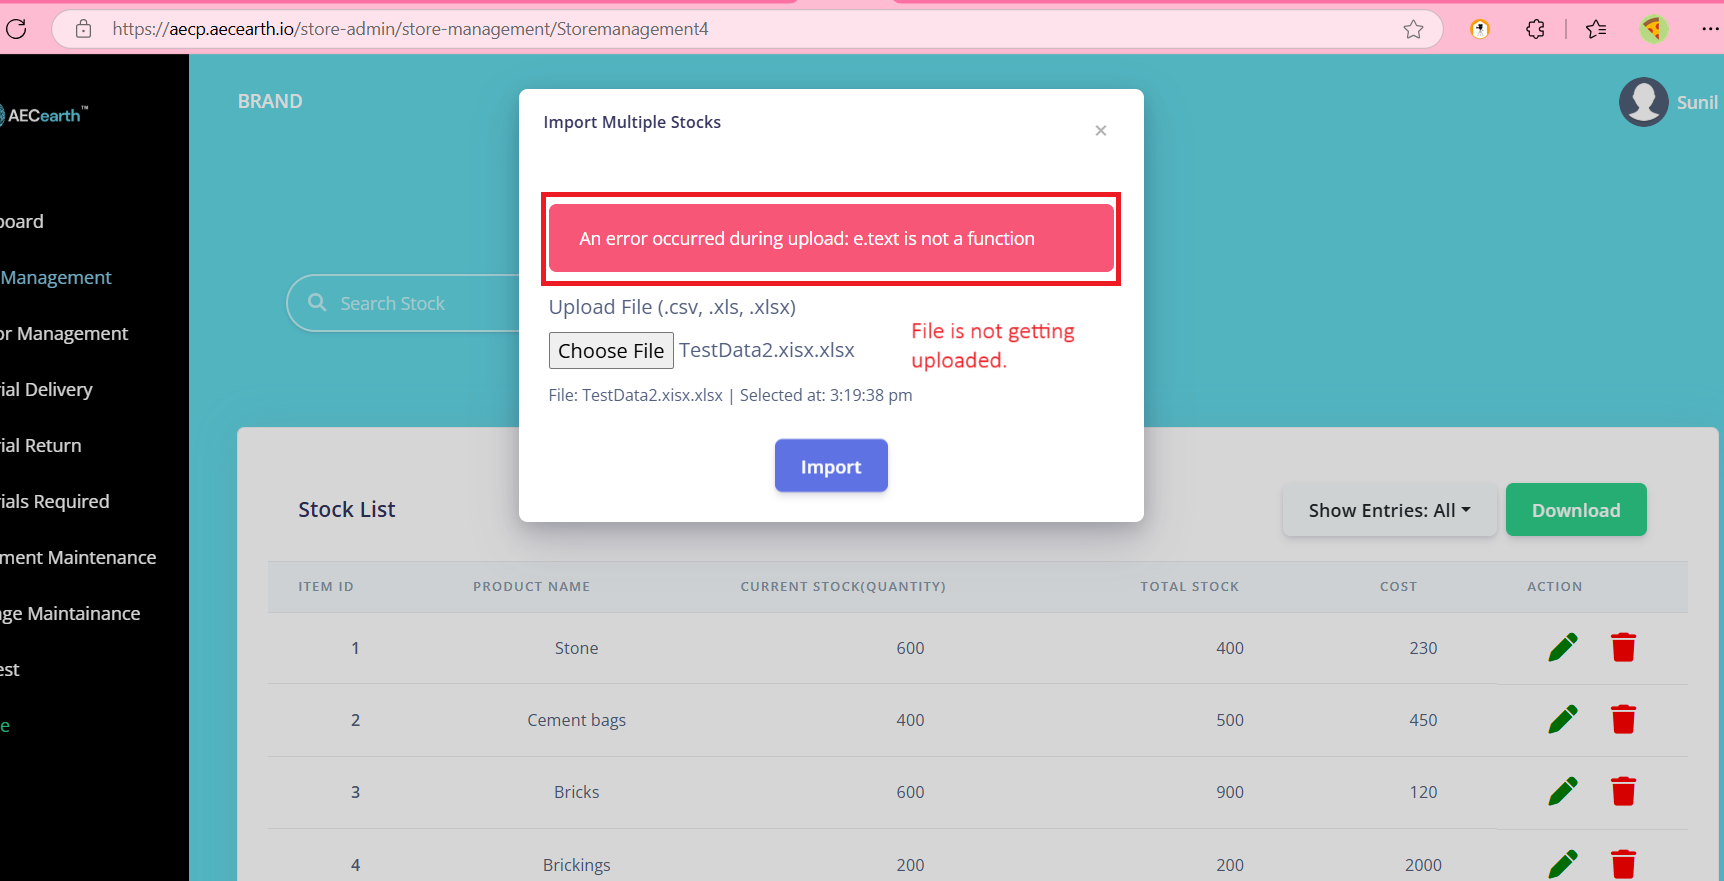 https://aecp.aecearth.io/store-admin/store-management/Storemanagement4
AECearth™
BRAND
Sunil
Import Multiple Stocks
×
An error occurred during upload: e.text is not a function
board
Management
or Management
Search Stock
Upload File (.csv, .xls, .xlsx)
Choose File TestData2.xisx.xlsx
File is not getting
uploaded.
File: TestData2.xisx.xlsx | Selected at: 3:19:38 pm
ial Delivery
ial Return
Import
ials Required
Stock List
Show Entries: All
Download
ment Maintenance
ITEM ID PRODUCT NAME CURRENT STOCK(QUANTITY) TOTAL STOCK COST ACTION
ge Maintainance
1 Stone 600 400 230
est
2 Cement bags 400 500 450
e
3 Bricks 600 900 120
4 Brickings 200 200 2000